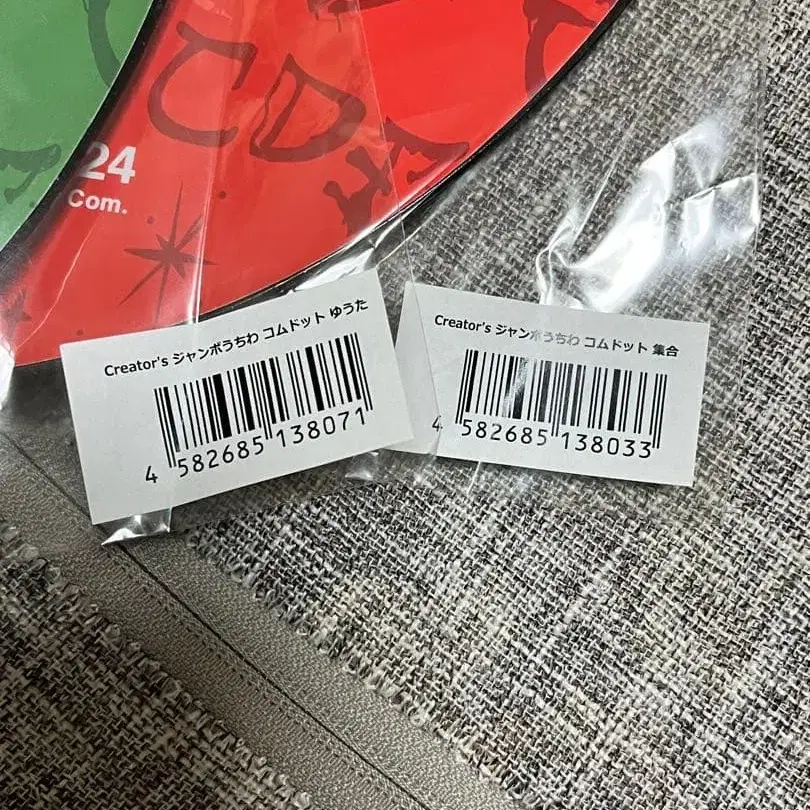 24
Com.
Creator's ジャンボうちわ コムドット ゆうた
4 582685 138071
Creator's ジャンボうちわ コムドット 集合
4 582685 138033